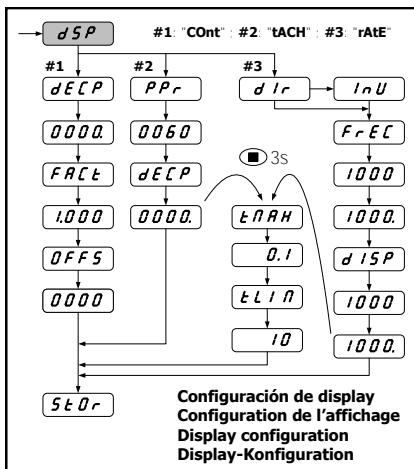 dSP #1: "COnt" ; #2: "tACH" ; #3: "rAtE"
#1 #2 #3
dECP PPr dIr InU
0000. 0060 FrEC
3s
FACt dECP 1000
1.000 0000. tMAH 1000.
OFFS 0.1 dISP
0000 tLIM 1000
10 1000.
StOr
Configuración de display
Configuration de l'affichage
Display configuration
Display-Konfiguration